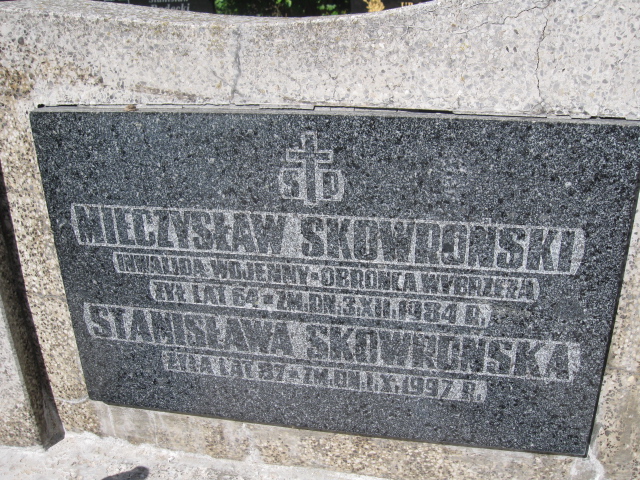 Ś P
MIECZYSŁAW SKOWROŃSKI
INWALIDA WOJENNY-OBROŃCA WYBRZEŻA
ŻYŁ LAT 64-ZM.DN.3.XII.1984 R.
STANISŁAWA SKOWROŃSKA
ŻYŁA LAT 87-ZM.DN.I.X.1997 R.